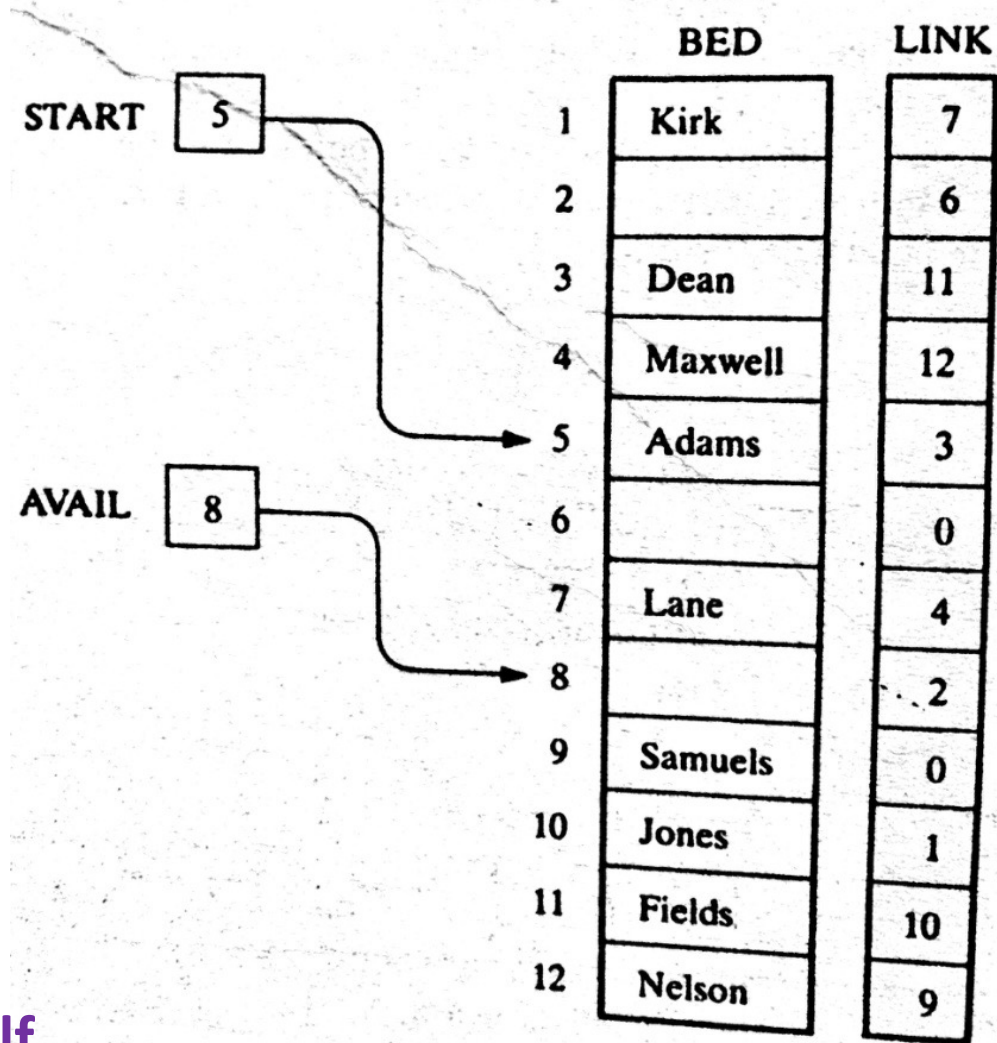 BED LINK
START 5
1 Kirk 7
2 6
3 Dean 11
4 Maxwell 12
5 Adams 3
AVAIL 8
6 0
7 Lane 4
8 2
9 Samuels 0
10 Jones 1
11 Fields 10
12 Nelson 9